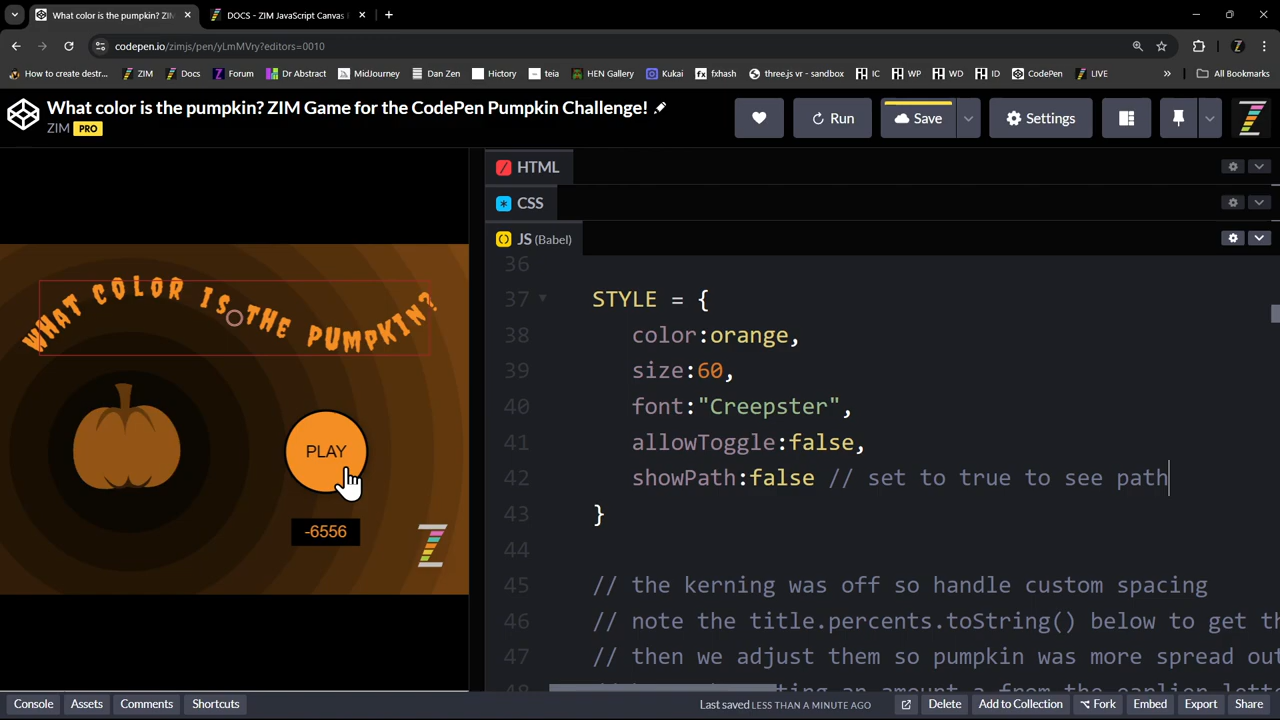 What color is the pumpkin? Z
DOCS - ZIM JavaScript Canvas
codepen.io/zimjs/pen/yLmMVry?editors=0010
How to create destr... ZIM Docs Forum Dr Abstract MidJourney Dan Zen Hictory teia HEN Gallery Kukai fxhash three.js vr - sandbox IC WP WD ID CodePen LIVE » All Bookmarks
What color is the pumpkin? ZIM Game for the CodePen Pumpkin Challenge!
ZIM PRO
Run Save Settings
HTML
CSS
JS (Babel)
WHAT COLOR IS THE PUMPKIN?
PLAY
-6556
36
37 STYLE = {
38 color:orange,
39 size:60,
40 font:"Creepster",
41 allowToggle:false,
42 showPath:false // set to true to see path
43 }
44
45 // the kerning was off so handle custom spacing
46 // note the title.percents.toString() below to get th
47 // then we adjust them so pumpkin was more spread out
Console Assets Comments Shortcuts Last saved LESS THAN A MINUTE AGO Delete Add to Collection Fork Embed Export Share